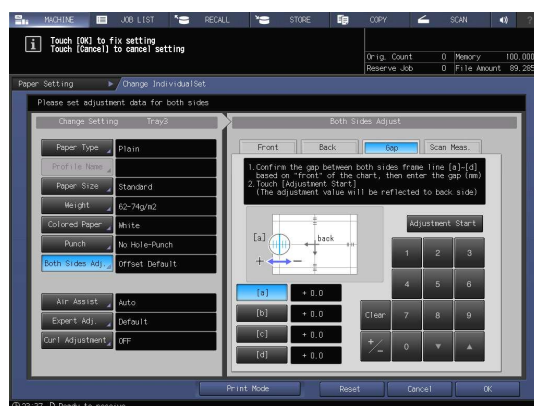 MACHINE
JOB LIST
RECALL
STORE
COPY
SCAN
?
Touch [OK] to fix setting
Touch [Cancel] to cancel setting
Orig. Count 0 Memory 100.000
Reserve Job 0 File Amount 89.265
Paper Setting
Change IndividualSet
Please set adjustment data for both sides
Change Setting Tray3
Paper Type Plain
Profile Name
Paper Size Standard
Weight 62-74g/m2
Colored Paper White
Punch No Hole-Punch
Both Sides Adj. Offset Default
Air Assist Auto
Expert Adj. Default
Curl Adjustment OFF
Both Sides Adjust
Front
Back
Gap
Scan Meas.
1.Confirm the gap between both sides frame line [a]~[d]
based on "front" of the chart, then enter the gap (mm)
2.Touch [Adjustment Start]
(The adjustment value will be reflected to back side)
[a]
back
+ −
Adjustment Start
[a] + 0.0
[b] + 0.0
[c] + 0.0
[d] + 0.0
1 2 3
4 5 6
Clear 7 8 9
+/- 0 ▼ ▲
Print Mode
Reset
Cancel
OK